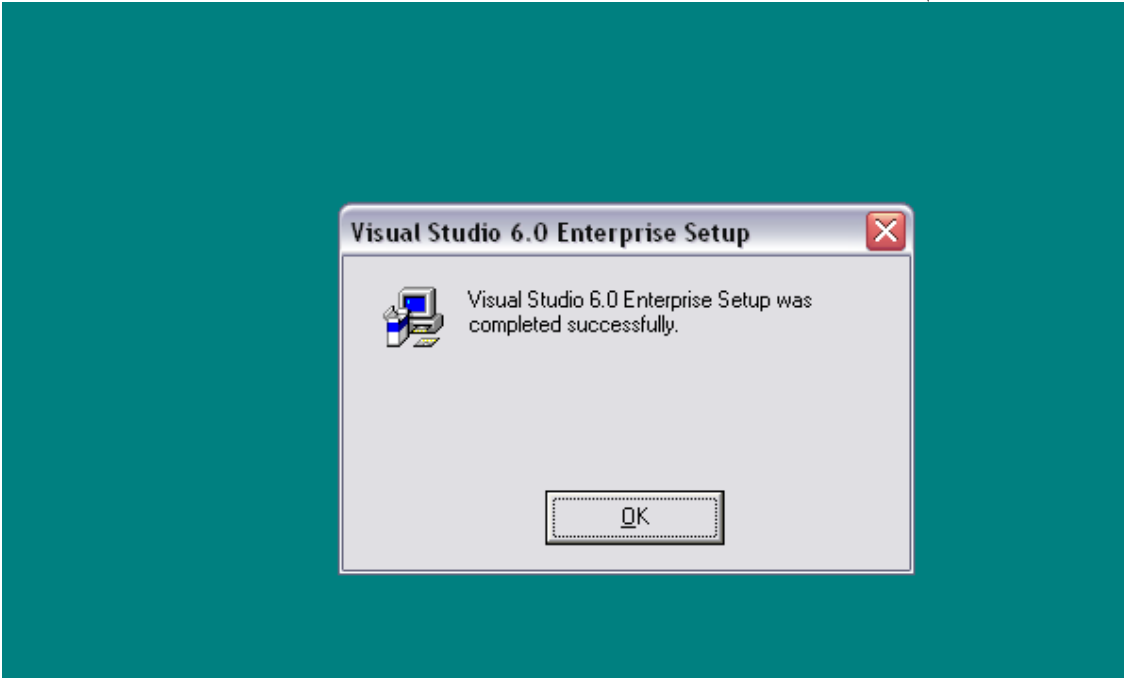 Visual Studio 6.0 Enterprise Setup
Visual Studio 6.0 Enterprise Setup was
completed successfully.
OK